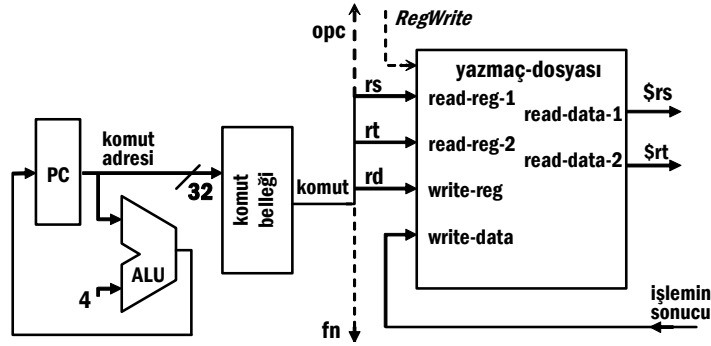 RegWrite
opc
yazmaç-dosyası
rs
read-reg-1
read-data-1
$rs
rt
read-reg-2
read-data-2
$rt
rd
write-reg
write-data
komut
adresi
PC
32
komut
belleği
komut
ALU
4
fn
işlemin
sonucu